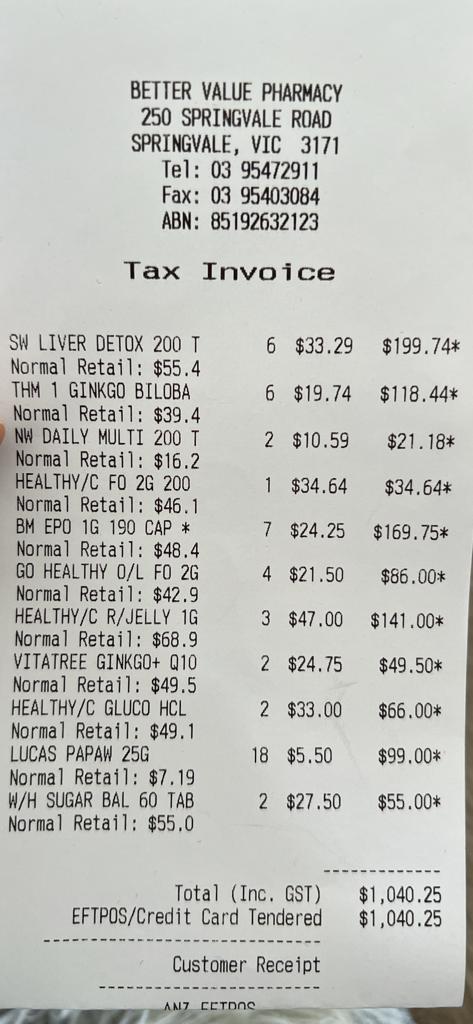 BETTER VALUE PHARMACY
250 SPRINGVALE ROAD
SPRINGVALE, VIC 3171
Tel: 03 95472911
Fax: 03 95403084
ABN: 85192632123
Tax Invoice
SW LIVER DETOX 200 T 6 $33.29 $199.74*
Normal Retail: $55.4
THM 1 GINKGO BILOBA 6 $19.74 $118.44*
Normal Retail: $39.4
NW DAILY MULTI 200 T 2 $10.59 $21.18*
Normal Retail: $16.2
HEALTHY/C FO 2G 200 1 $34.64 $34.64*
Normal Retail: $46.1
BM EPO 1G 190 CAP * 7 $24.25 $169.75*
Normal Retail: $48.4
GO HEALTHY O/L FO 2G 4 $21.50 $86.00*
Normal Retail: $42.9
HEALTHY/C R/JELLY 1G 3 $47.00 $141.00*
Normal Retail: $68.9
VITATREE GINKGO+ Q10 2 $24.75 $49.50*
Normal Retail: $49.5
HEALTHY/C GLUCO HCL 2 $33.00 $66.00*
Normal Retail: $49.1
LUCAS PAPAW 25G 18 $5.50 $99.00*
Normal Retail: $7.19
W/H SUGAR BAL 60 TAB 2 $27.50 $55.00*
Normal Retail: $55.0
Total (Inc. GST) $1,040.25
EFTPOS/Credit Card Tendered $1,040.25
Customer Receipt
ANZ EFTPOS